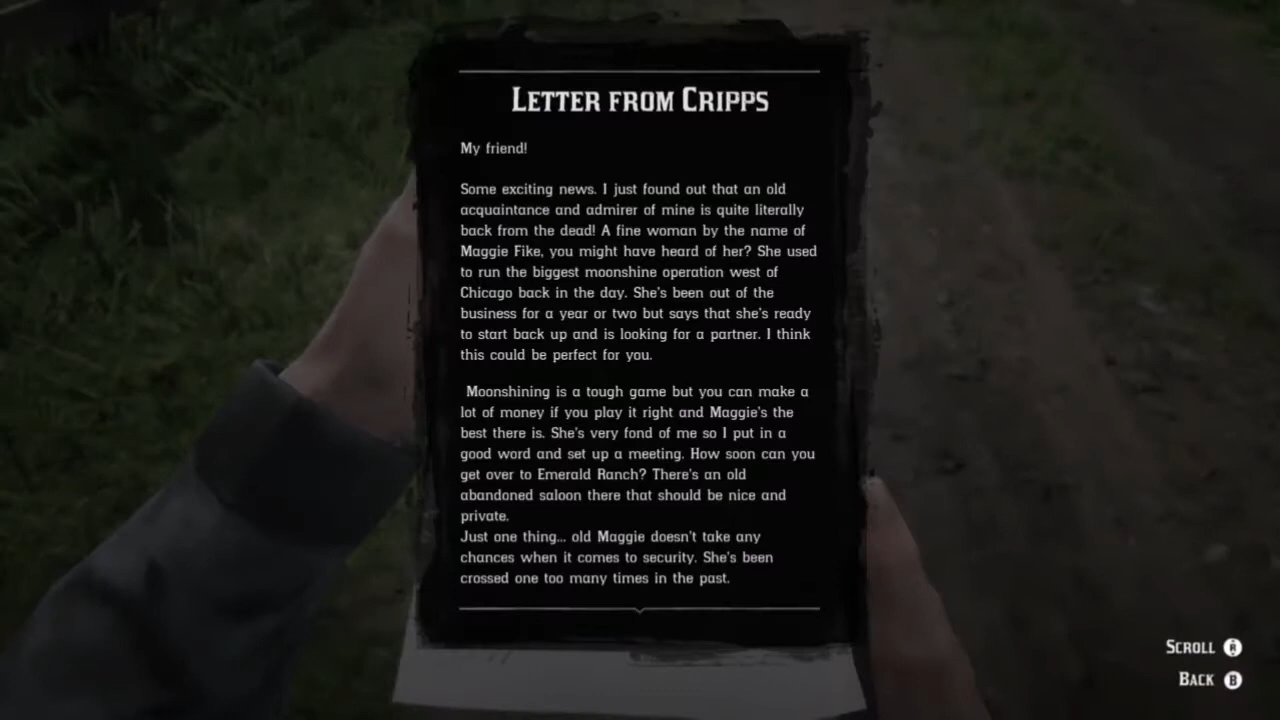 Letter from Cripps
My friend!
Some exciting news. I just found out that an old
acquaintance and admirer of mine is quite literally
back from the dead! A fine woman by the name of
Maggie Fike, you might have heard of her? She used
to run the biggest moonshine operation west of
Chicago back in the day. She's been out of the
business for a year or two but says that she's ready
to start back up and is looking for a partner. I think
this could be perfect for you.
Moonshining is a tough game but you can make a
lot of money if you play it right and Maggie's the
best there is. She's very fond of me so I put in a
good word and set up a meeting. How soon can you
get over to Emerald Ranch? There's an old
abandoned saloon there that should be nice and
private.
Just one thing... old Maggie doesn't take any
chances when it comes to security. She's been
crossed one too many times in the past.
Scroll R
Back B